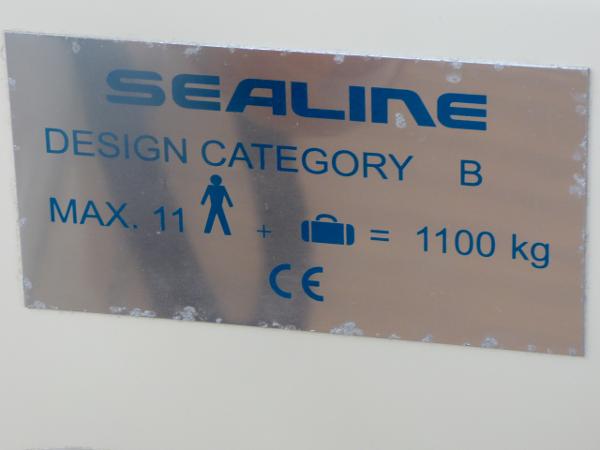 SEALINE
DESIGN CATEGORY B
MAX. 11 + = 1100 kg
CE